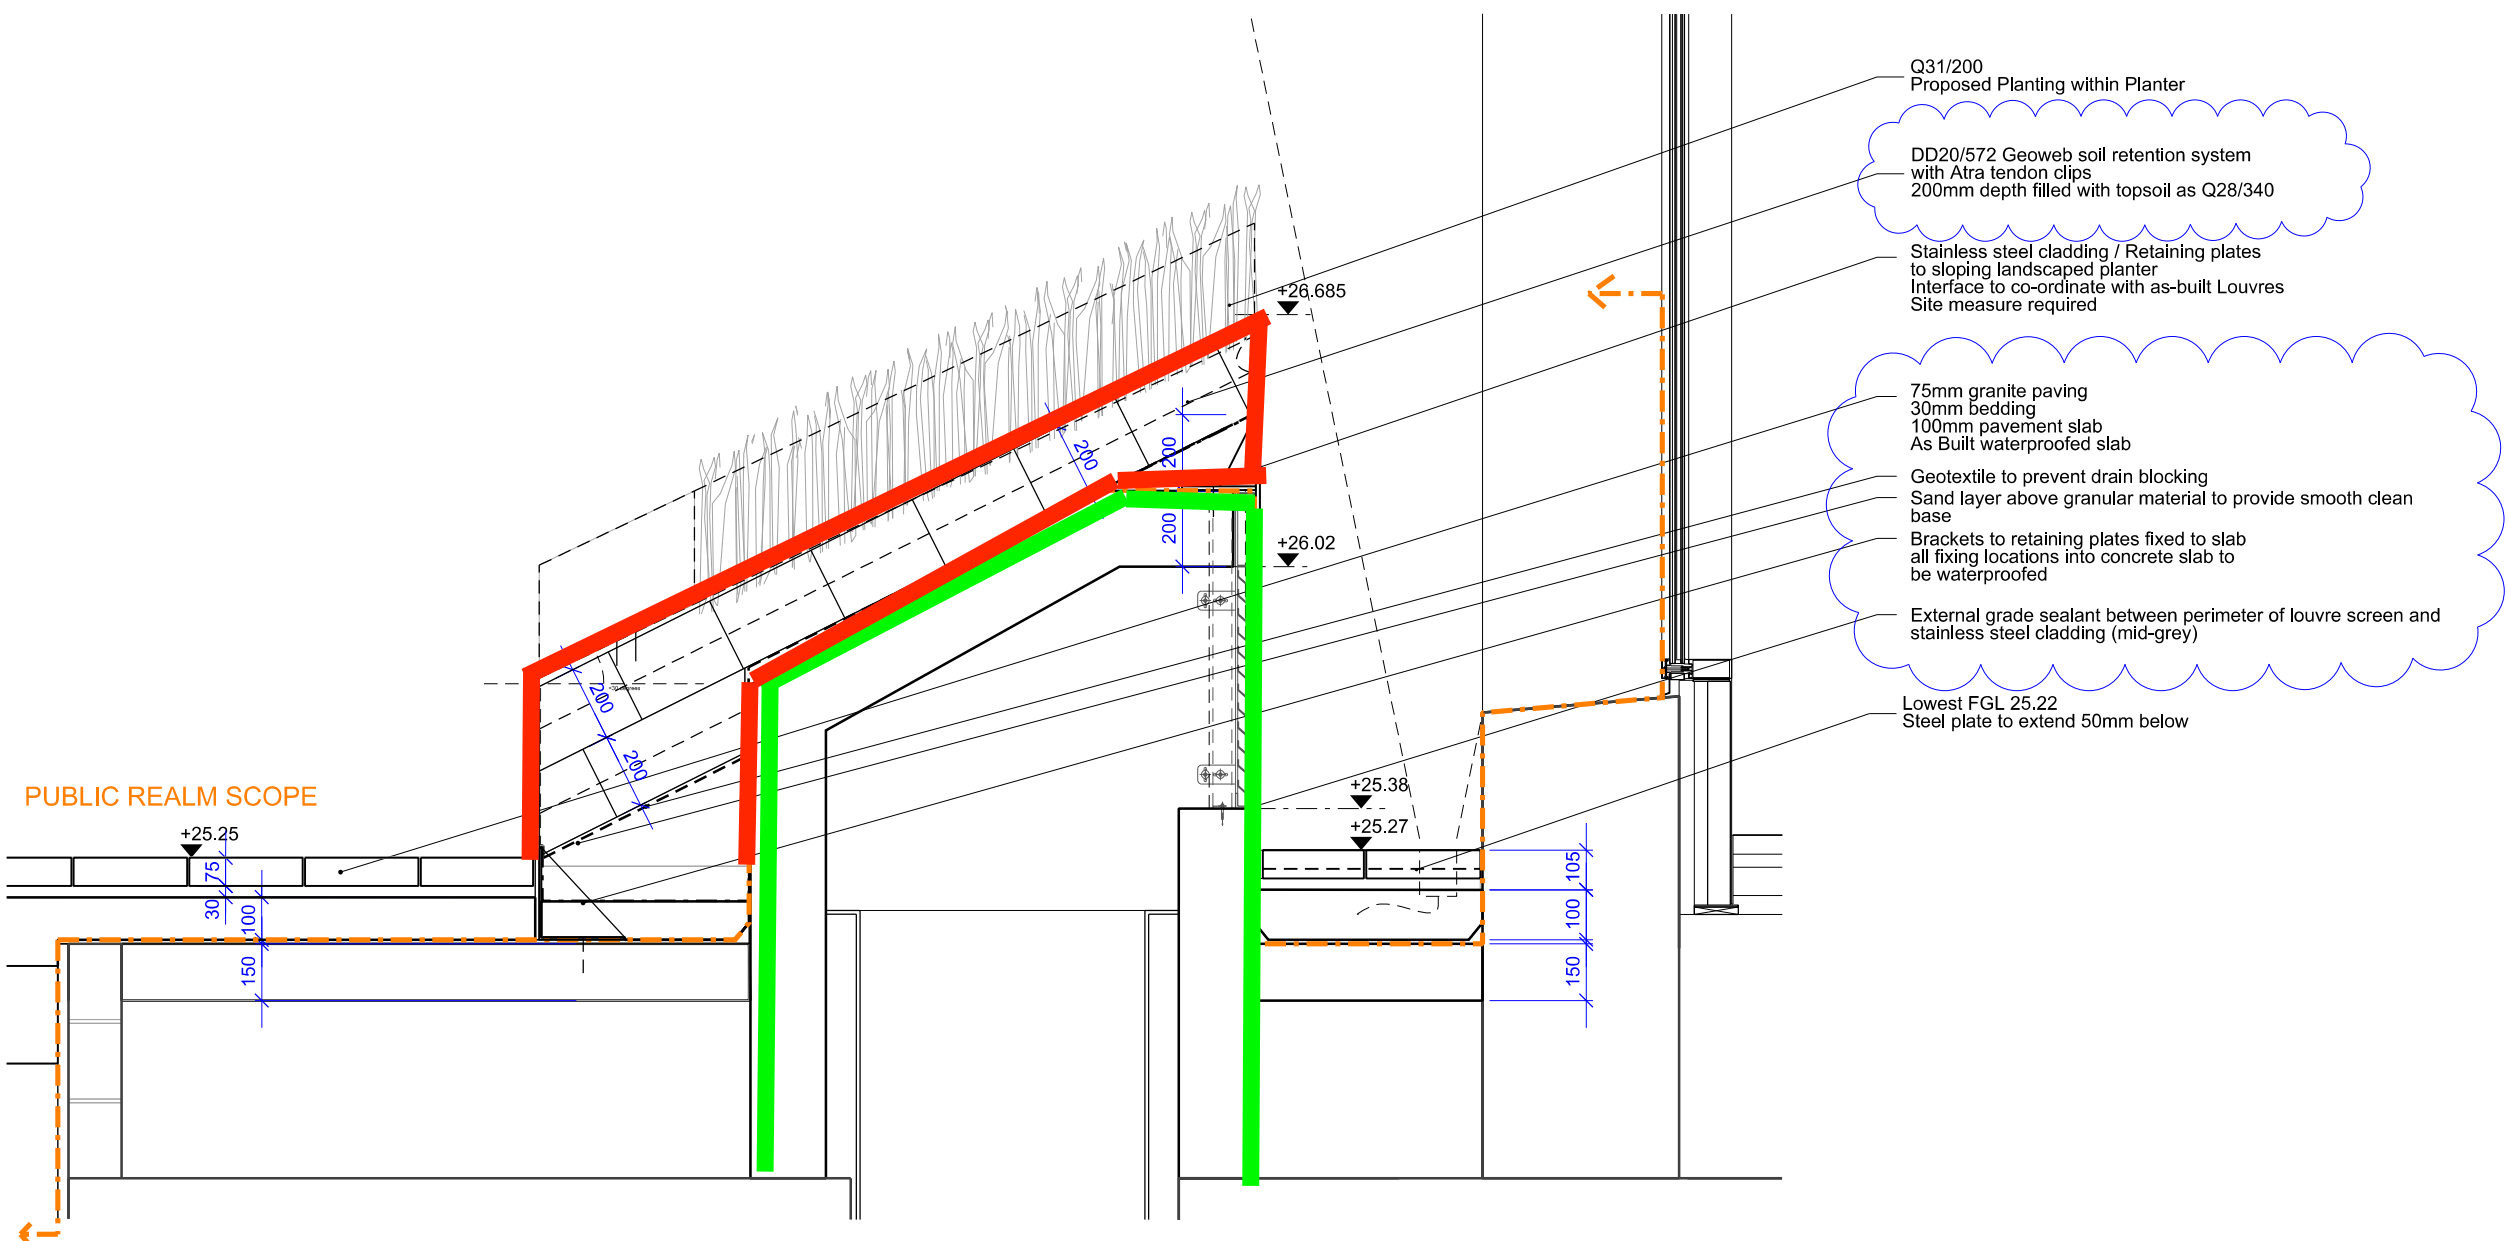 Q31/200
Proposed Planting within Planter
DD20/572 Geoweb soil retention system
with Atra tendon clips
200mm depth filled with topsoil as Q28/340
Stainless steel cladding / Retaining plates
to sloping landscaped planter
Interface to co-ordinate with as-built Louvres
Site measure required
75mm granite paving
30mm bedding
100mm pavement slab
As Built waterproofed slab
Geotextile to prevent drain blocking
Sand layer above granular material to provide smooth clean
base
Brackets to retaining plates fixed to slab
all fixing locations into concrete slab to
be waterproofed
External grade sealant between perimeter of louvre screen and
stainless steel cladding (mid-grey)
Lowest FGL 25.22
Steel plate to extend 50mm below
+26.685
200
200
200
+26.02
<30 degrees
200
200
PUBLIC REALM SCOPE
+25.25
75
30
100
150
+25.38
+25.27
105
100
150